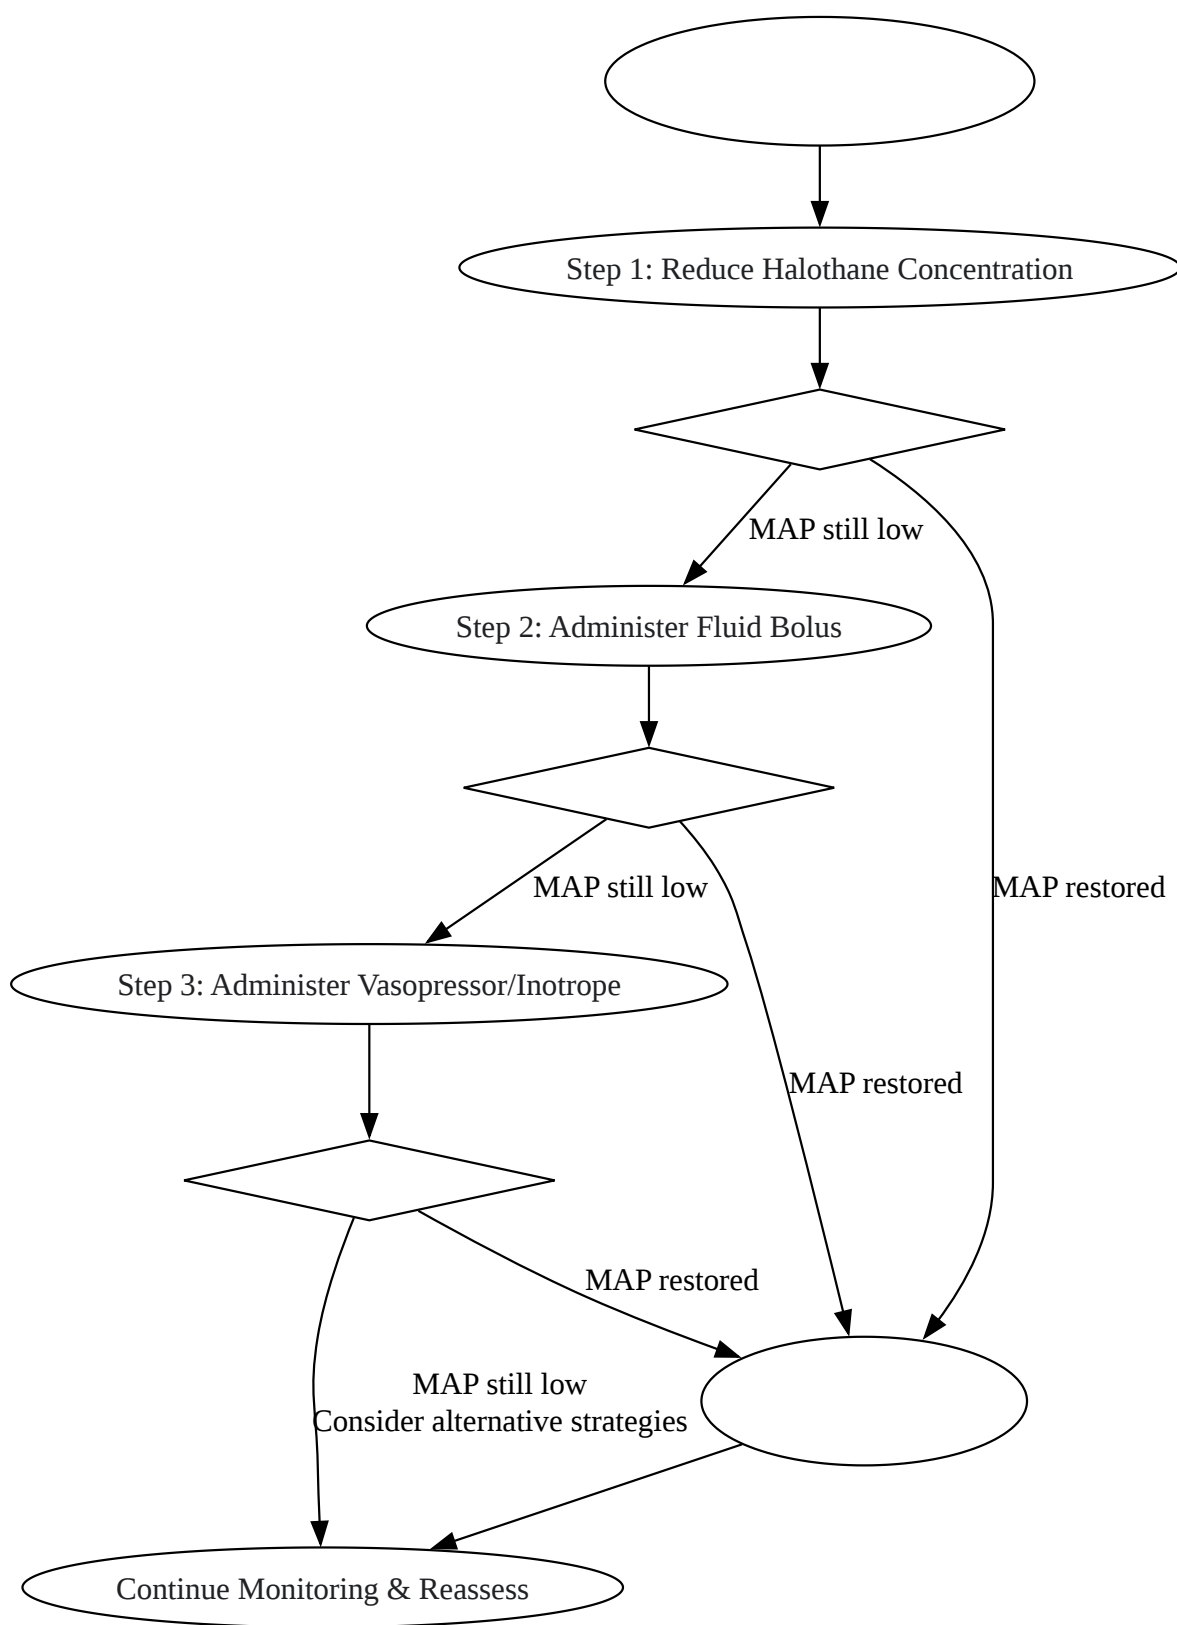 Step 1: Reduce Halothane Concentration
MAP still low
Step 2: Administer Fluid Bolus
MAP still low
MAP restored
Step 3: Administer Vasopressor/Inotrope
MAP restored
MAP restored
MAP still low
Consider alternative strategies
Continue Monitoring & Reassess